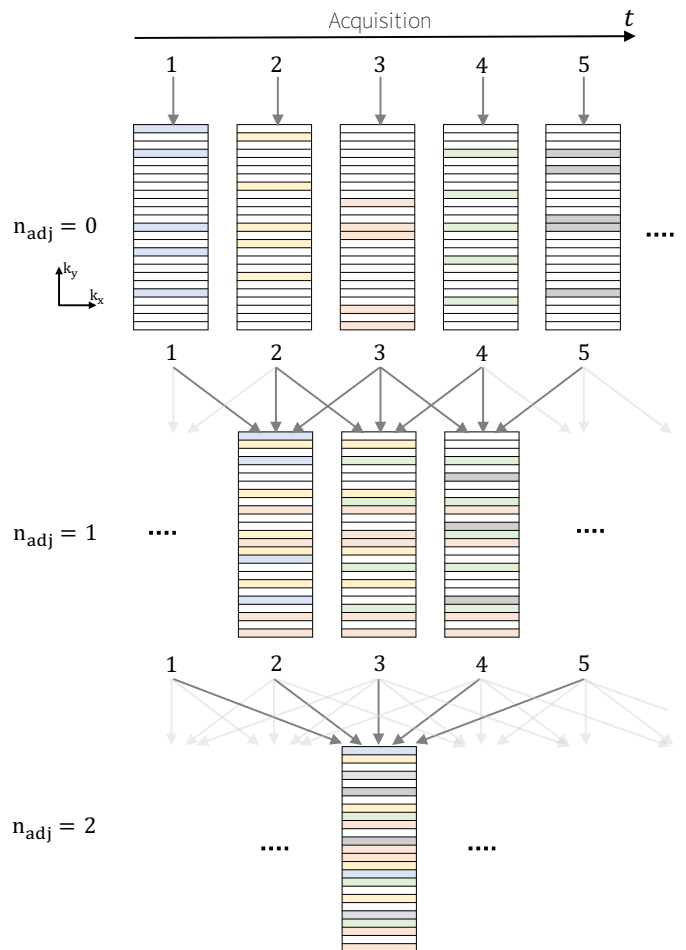 Acquisition t
1 2 3 4 5
n_adj = 0 ....
k_y
k_x
1 2 3 4 5
.... n_adj = 1 ....
1 2 3 4 5
n_adj = 2 .... ....